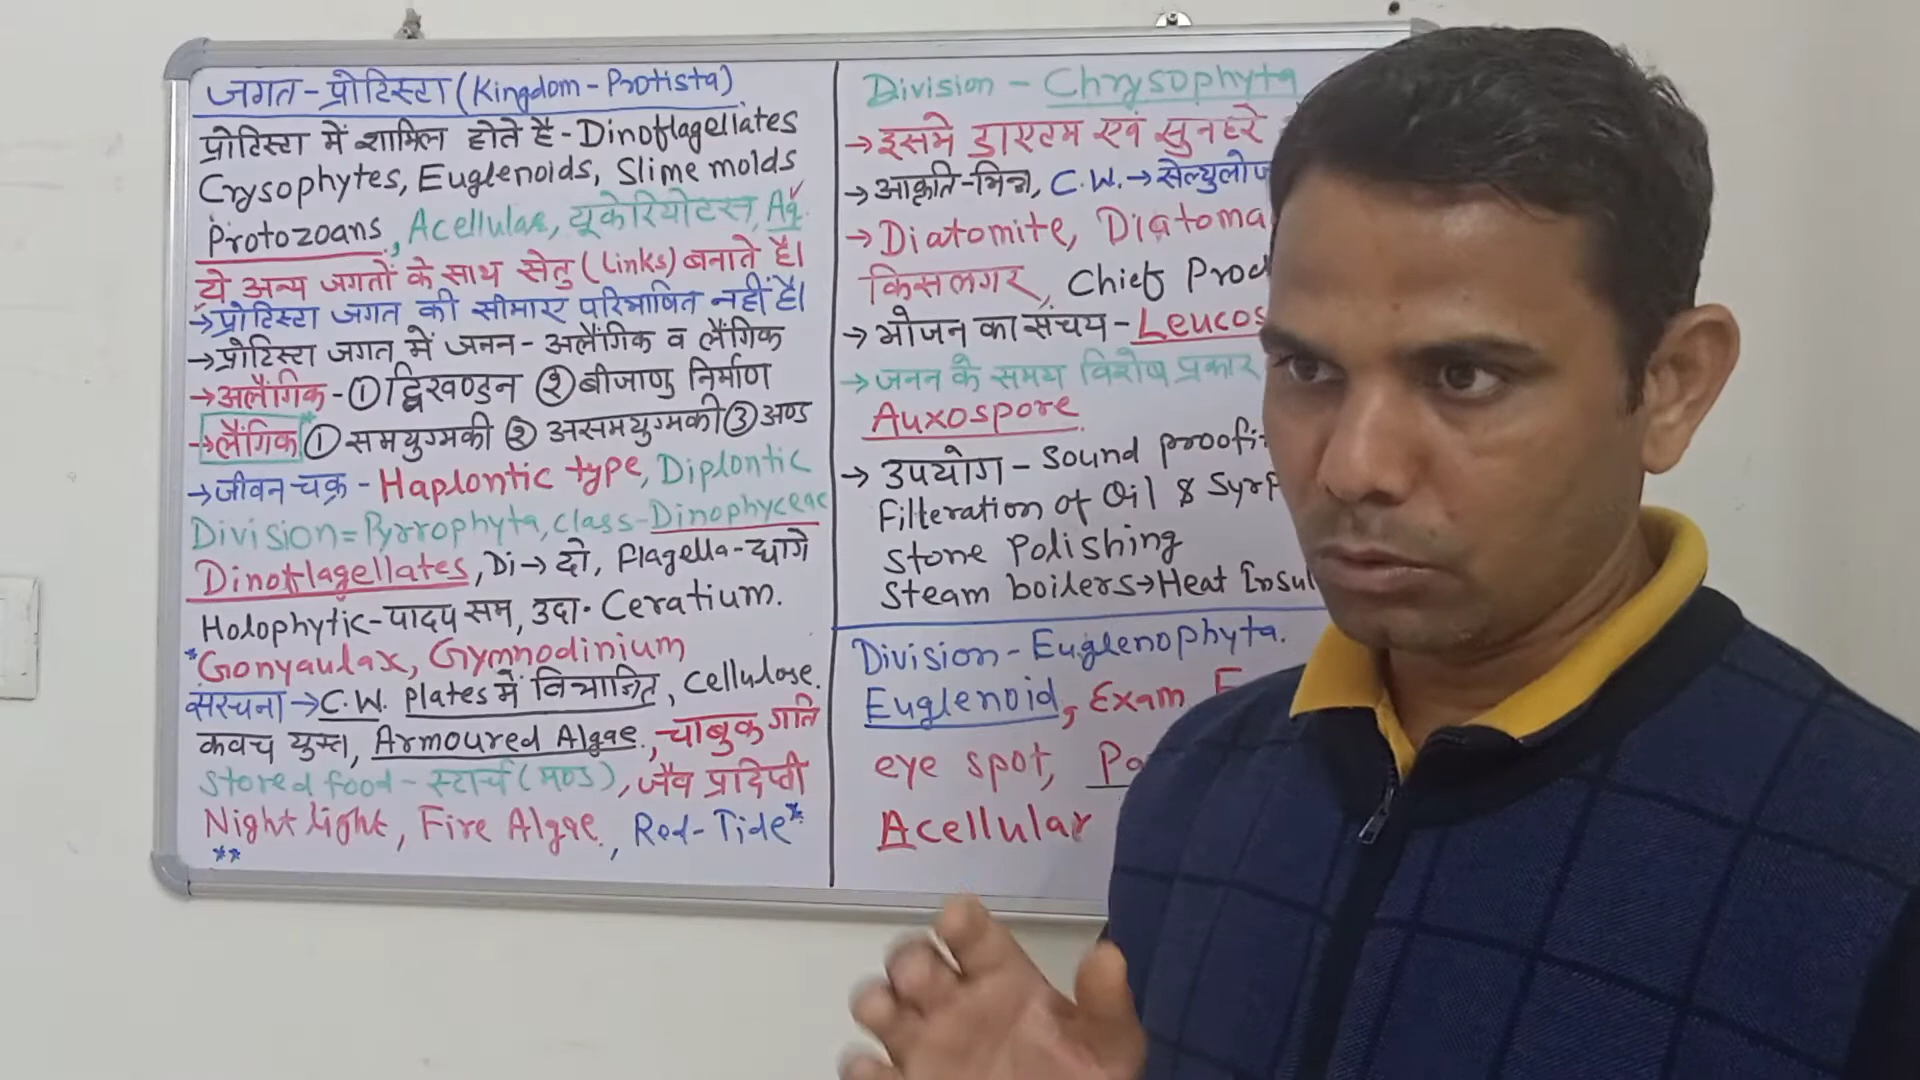 जगत-प्रोटिस्टा (Kingdom-Protista)
प्रोटिस्टा में शामिल होते है-Dinoflagellates
Crysophytes, Euglenoids, Slime molds
Protozoans, Acellular, यूकेरियोटस, Aq.
ये अन्य जगतों के साथ सेतु (links) बनाते है।
→प्रोटिस्टा जगत की सीमाए परिभाषित नहीं है।
→प्रोटिस्टा जगत में जनन- अलैंगिक व लैंगिक
→अलैंगिक-① द्विखण्डन ② बीजाणु निर्माण
→लैंगिक ① समयुग्मकी ② असमयुग्मकी ③ अण्ड
→जीवन चक्र - Haplontic type, Diplontic
Division=Pyrrophyta, class-Dinophyceae
Dinoflagellates, Di→ दो, Flagella-धागे
Holophytic-पादप सम, उदा. Ceratium.
*Gonyaulax, Gymnodinium
संरचना→C.W. Plates में विभाजित, Cellulose.
कवच युक्त, Armoured Algae, चाबुक गति
Stored food-स्टार्च (मण्ड), जैव प्रदिप्ती
Night light, Fire Algae, Red-Tide*
**
Division - Chrysophyta
→इसमे डाएटम एवं सुनहरे
→आकृति-भिन्न, C.W.→सेल्युलोज
→Diatomite, Diatoma
किसलगर, Chief Prod
→भोजन का संचय-Leucos
→जनन के समय विशेष प्रकार
Auxospore
→उपयोग-Sound proofi
Filteration of Oil & Syrp
Stone Polishing
Steam boilers→Heat Insul
Division-Euglenophyta.
Euglenoid, Exam E
eye spot, Pa
Acellular